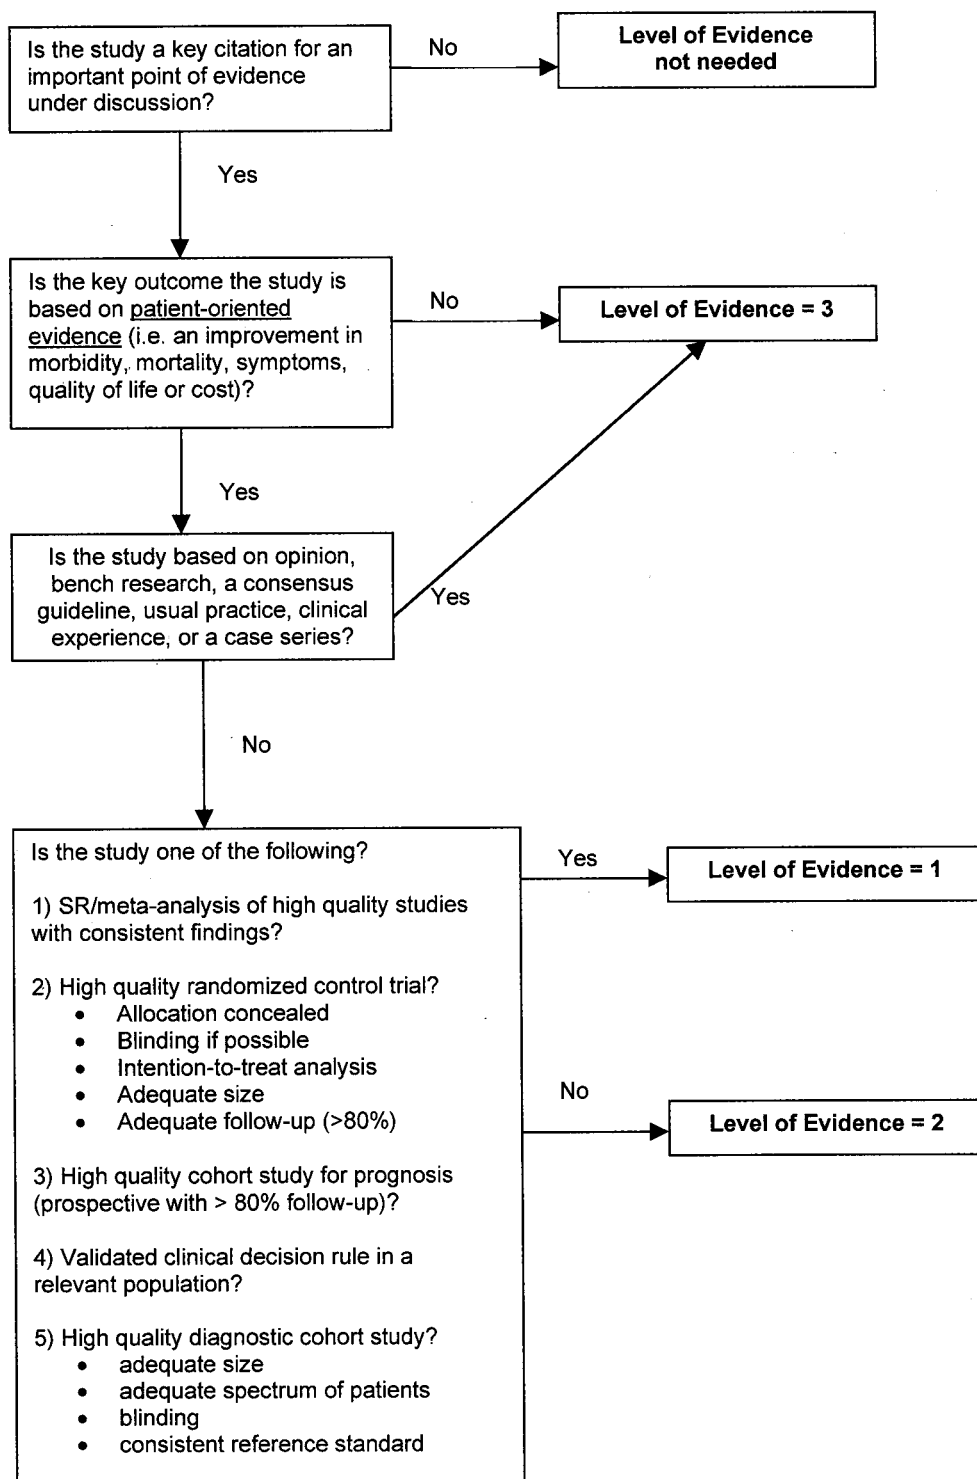 Is the study a key citation for an
important point of evidence
under discussion?
No
Level of Evidence
not needed
Yes
Is the key outcome the study is
based on patient-oriented
evidence (i.e. an improvement in
morbidity, mortality, symptoms,
quality of life or cost)?
No
Level of Evidence = 3
Yes
Is the study based on opinion,
bench research, a consensus
guideline, usual practice, clinical
experience, or a case series?
Yes
No
Is the study one of the following?
Yes
Level of Evidence = 1
1) SR/meta-analysis of high quality studies
with consistent findings?
2) High quality randomized control trial?
• Allocation concealed
• Blinding if possible
• Intention-to-treat analysis
• Adequate size
• Adequate follow-up (>80%)
No
Level of Evidence = 2
3) High quality cohort study for prognosis
(prospective with > 80% follow-up)?
4) Validated clinical decision rule in a
relevant population?
5) High quality diagnostic cohort study?
• adequate size
• adequate spectrum of patients
• blinding
• consistent reference standard